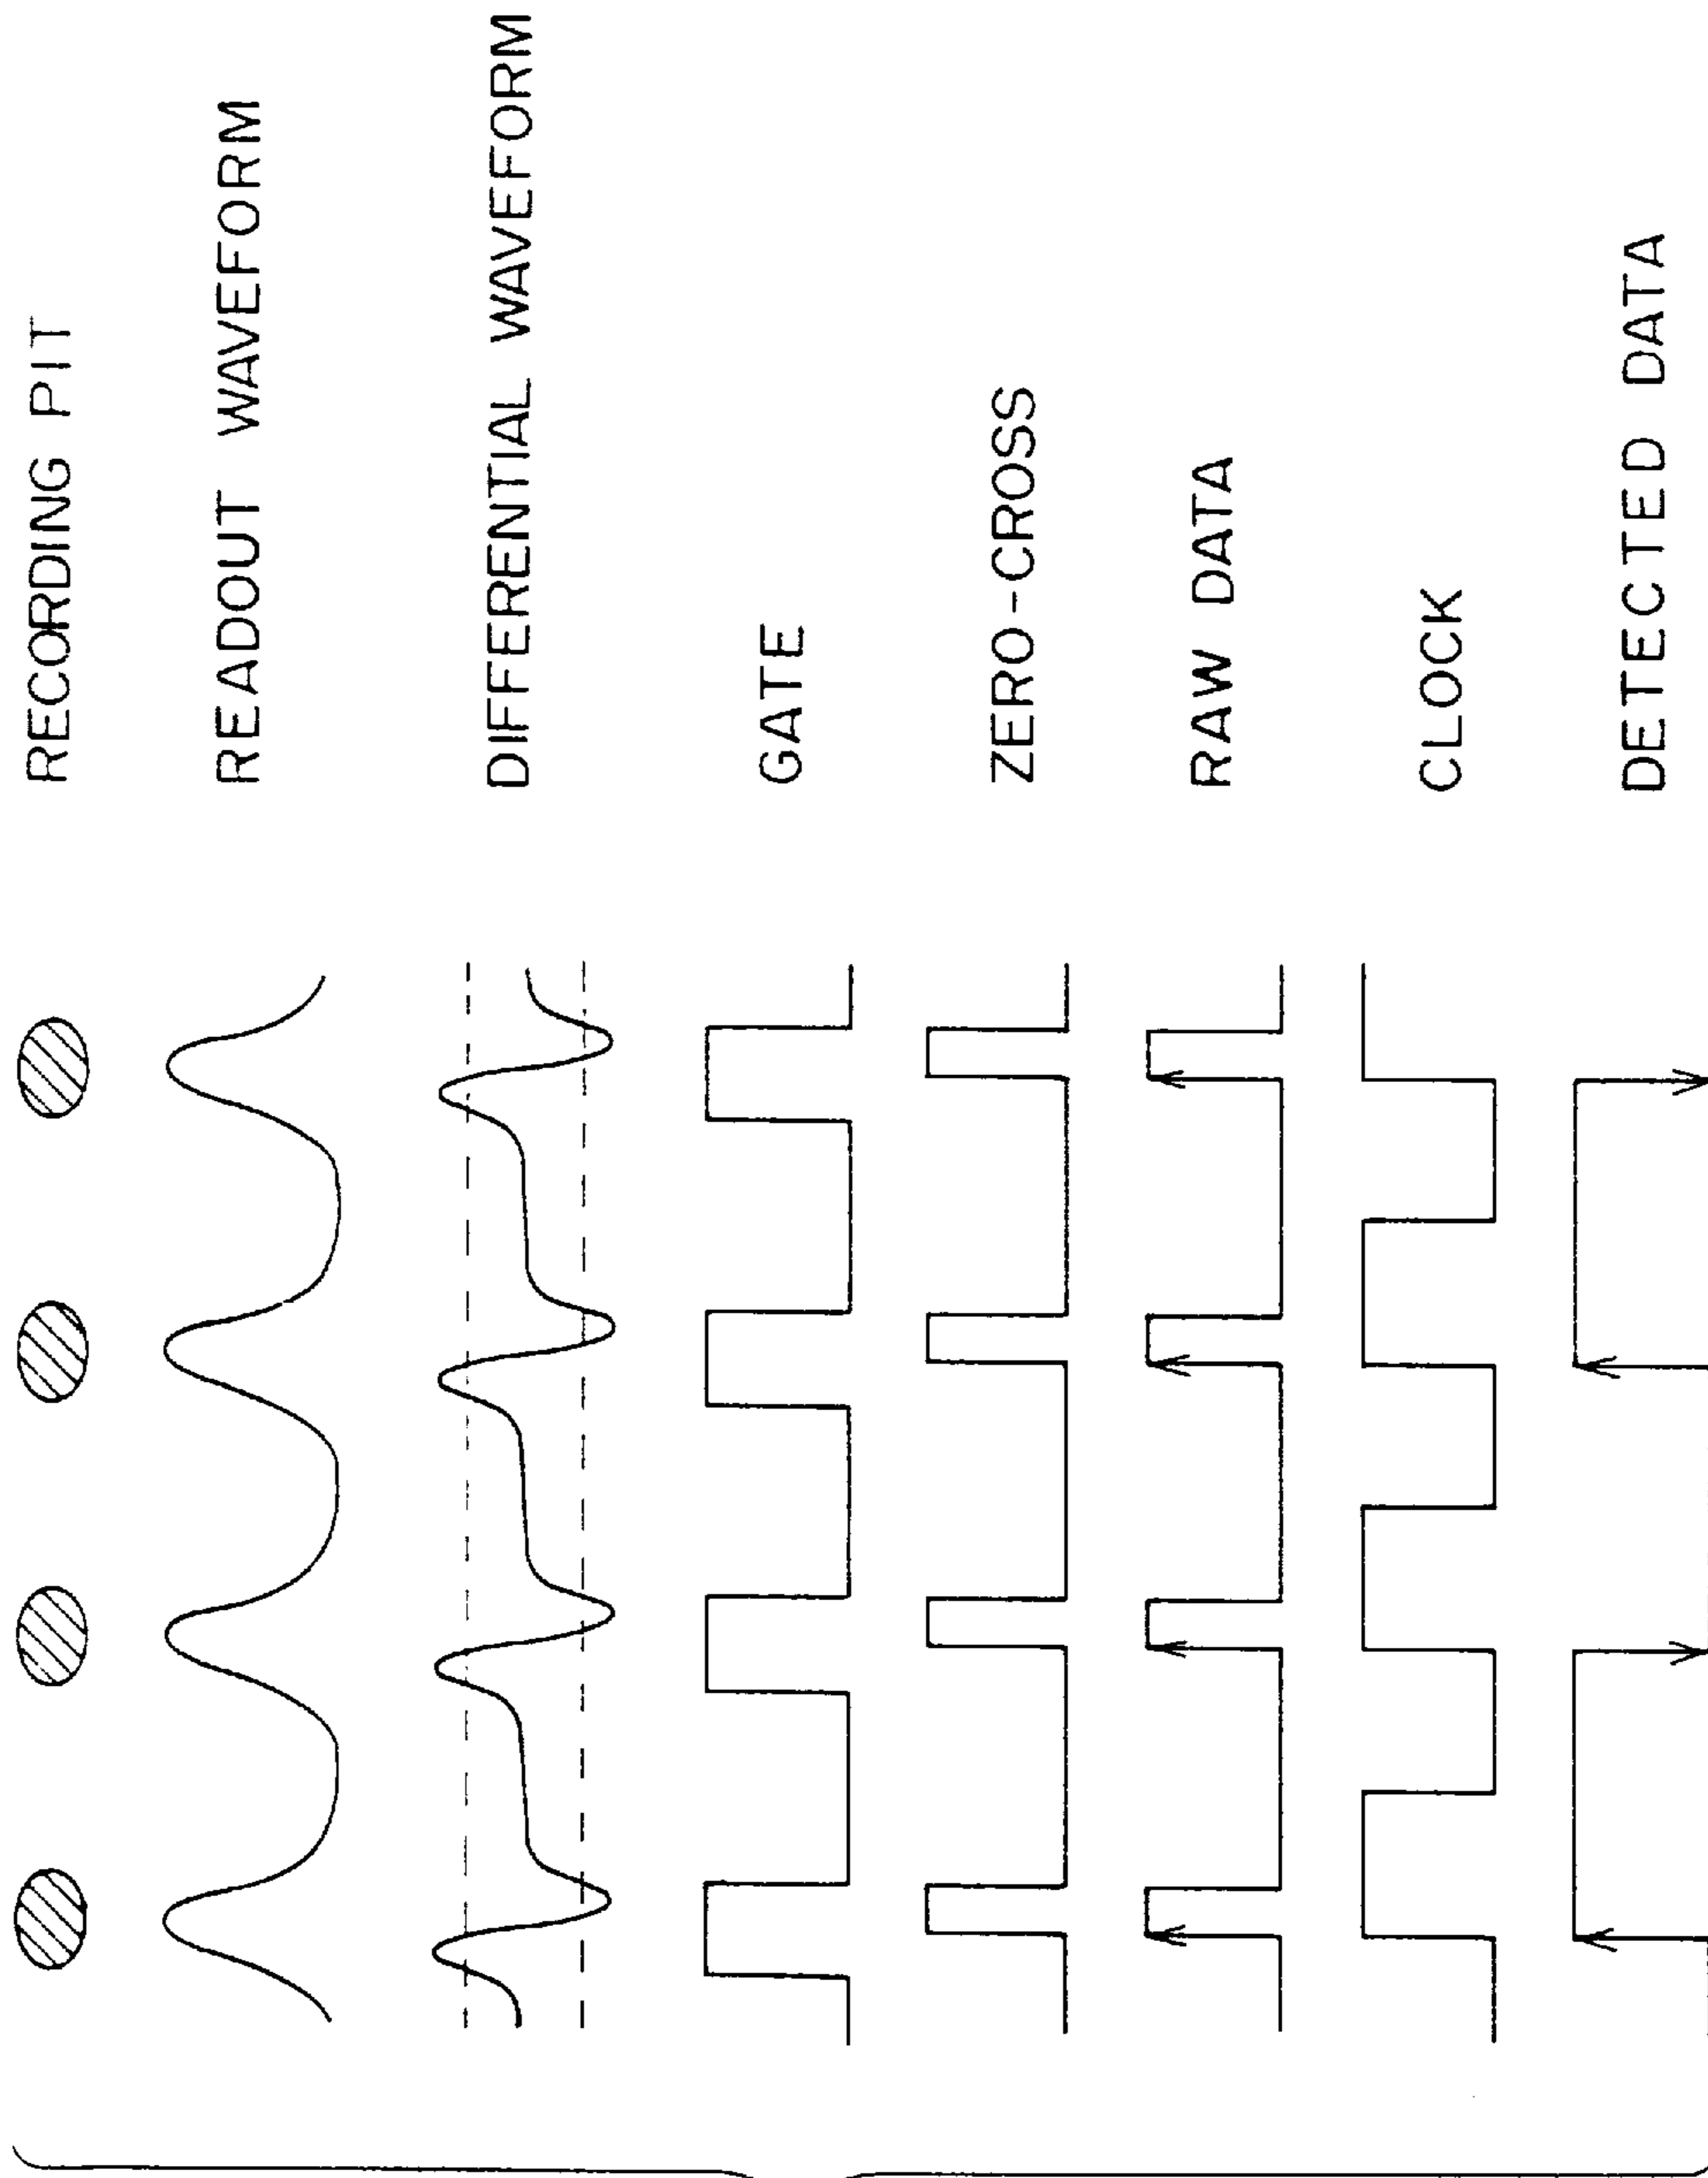 RECORDING PIT
READOUT WAVEFORM
DIFFERENTIAL WAVEFORM
GATE
ZERO-CROSS
RAW DATA
CLOCK
DETECTED DATA